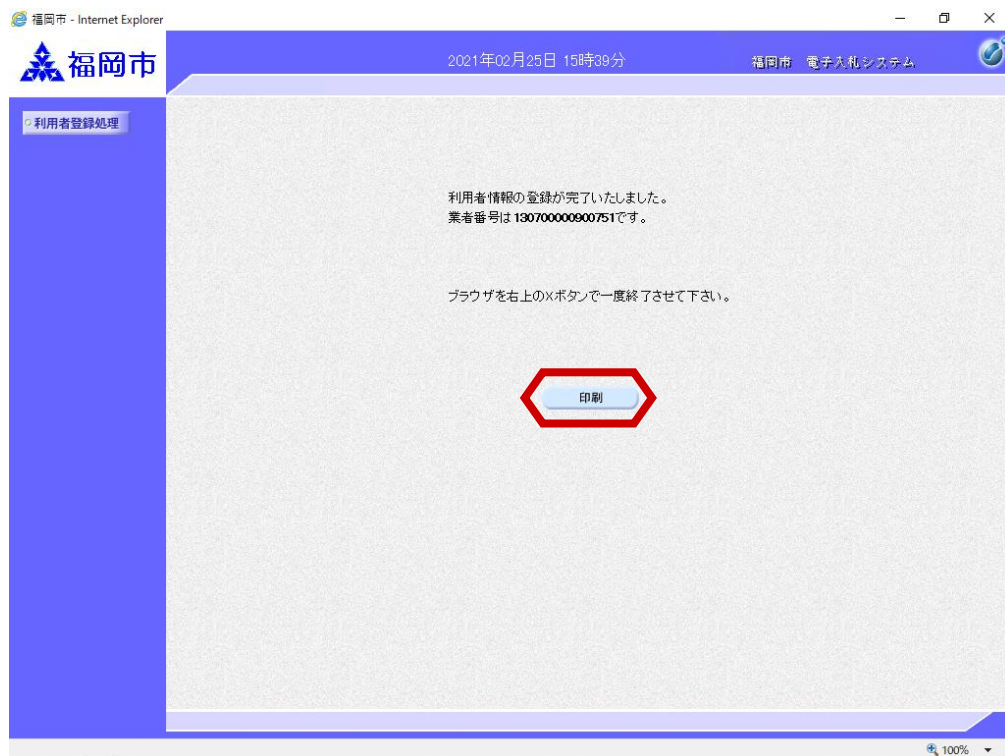 福岡市 - Internet Explorer
福岡市
2021年02月25日 15時39分
福岡市 電子入札システム
利用者登録処理
利用者情報の登録が完了いたしました。
業者番号は130700000900751です。
ブラウザを右上の×ボタンで一度終了させて下さい。
印刷
100%